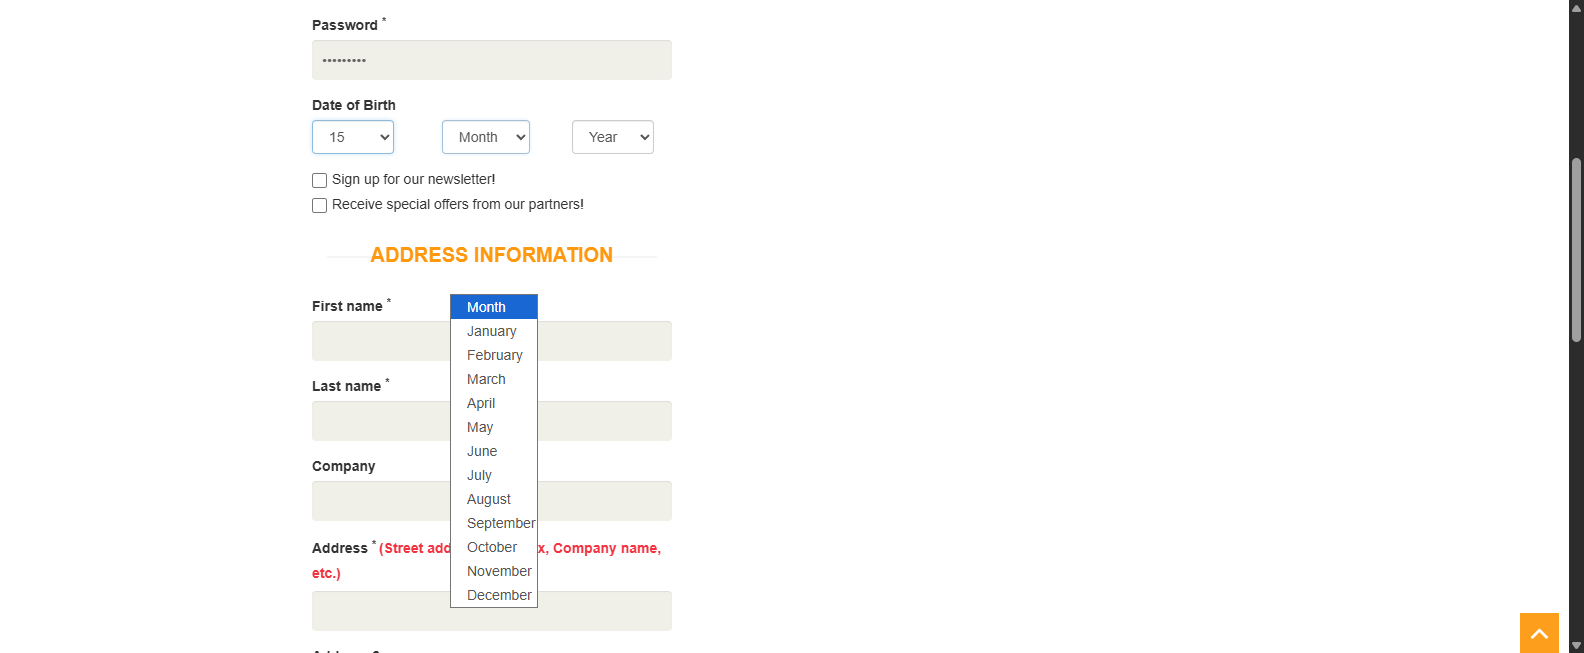 Password *
•••••••••
Date of Birth
15 Month Year
Sign up for our newsletter!
Receive special offers from our partners!
ADDRESS INFORMATION
First name *
Last name *
Company
Address * (Street add
x, Company name,
etc.)
Month
January
February
March
April
May
June
July
August
September
October
November
December